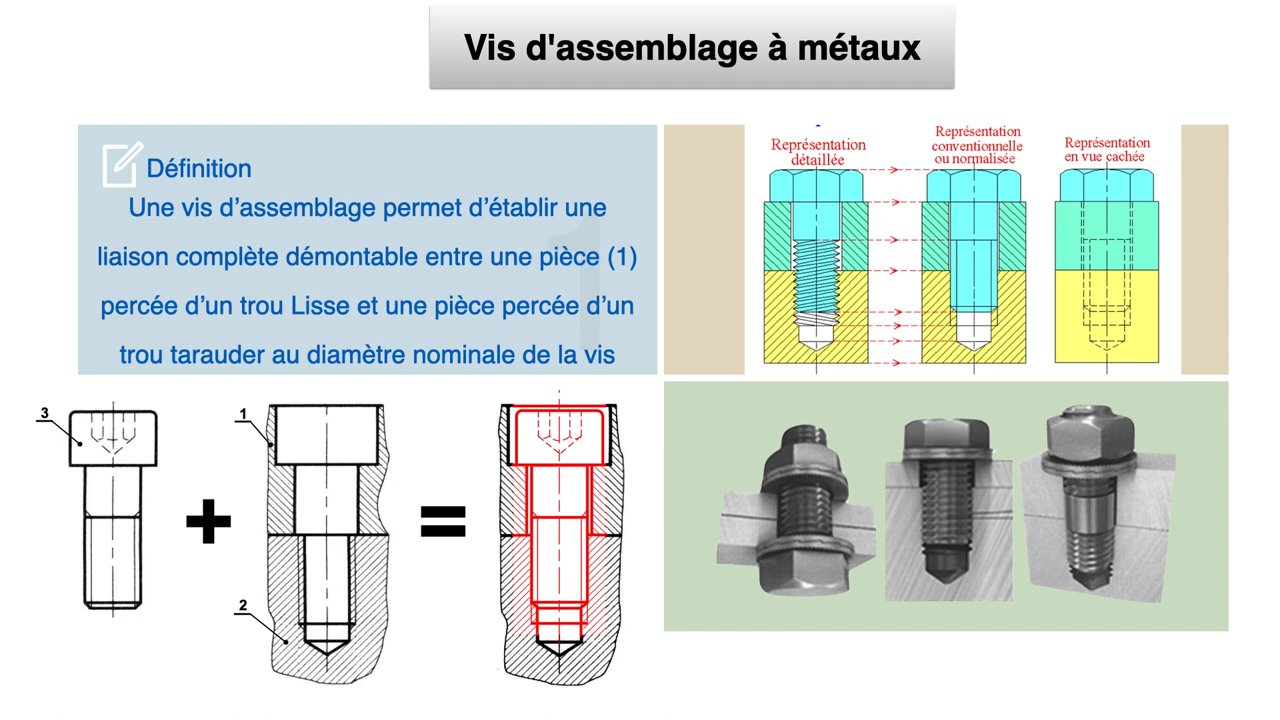 Vis d'assemblage à métaux
Définition
Une vis d’assemblage permet d’établir une
liaison complète démontable entre une pièce (1)
percée d’un trou Lisse et une pièce percée d’un
trou tarauder au diamètre nominale de la vis
Représentation
détaillée
Représentation
conventionnelle
ou normalisée
Représentation
en vue cachée
3
1
2